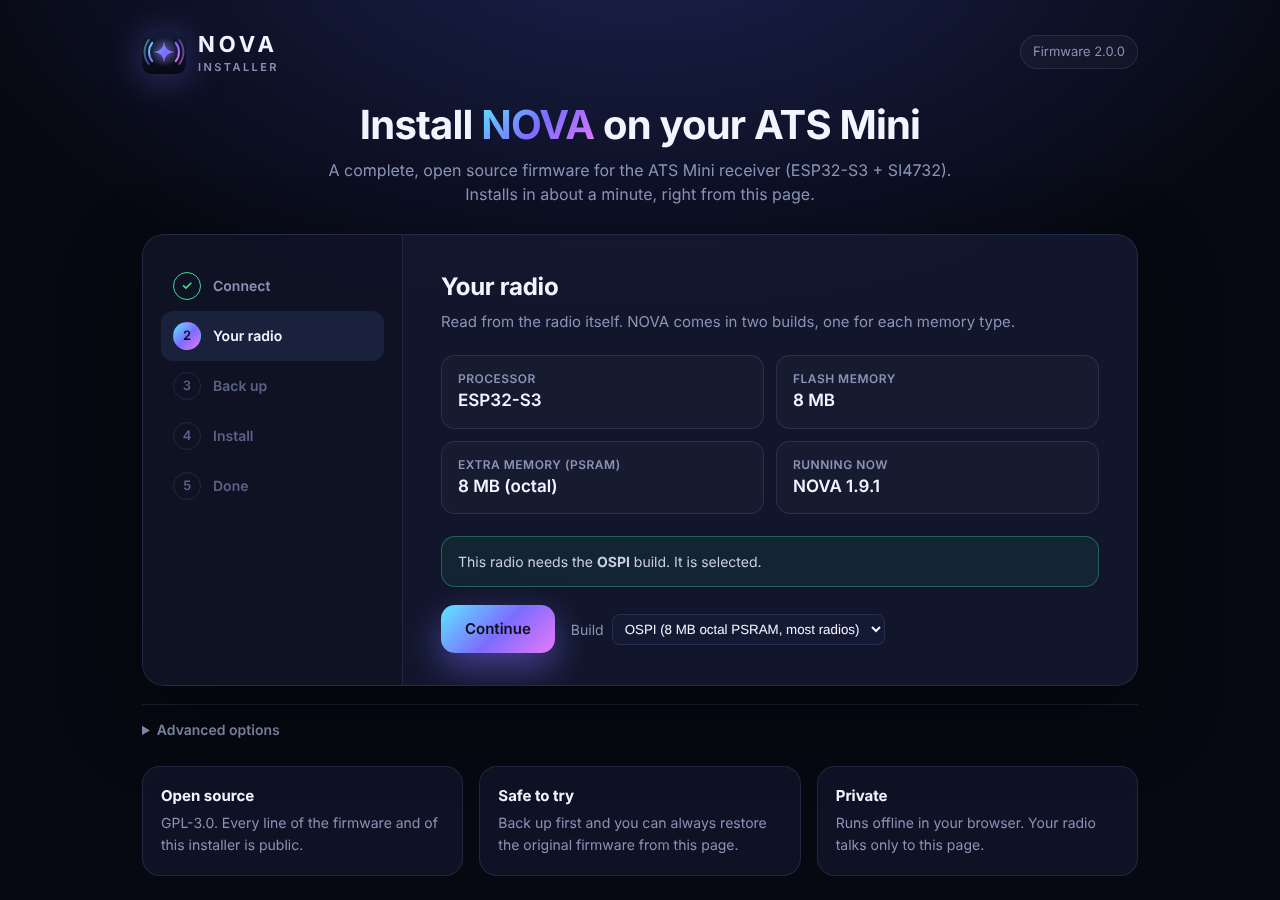 NOVA
INSTALLER
Firmware 2.0.0
Install NOVA on your ATS Mini
A complete, open source firmware for the ATS Mini receiver (ESP32-S3 + SI4732).
Installs in about a minute, right from this page.
Connect
2 Your radio
3 Back up
4 Install
5 Done
Your radio
Read from the radio itself. NOVA comes in two builds, one for each memory type.
PROCESSOR
ESP32-S3
FLASH MEMORY
8 MB
EXTRA MEMORY (PSRAM)
8 MB (octal)
RUNNING NOW
NOVA 1.9.1
This radio needs the OSPI build. It is selected.
Continue
Build
OSPI (8 MB octal PSRAM, most radios)
Advanced options
Open source
GPL-3.0. Every line of the firmware and of
this installer is public.
Safe to try
Back up first and you can always restore
the original firmware from this page.
Private
Runs offline in your browser. Your radio
talks only to this page.